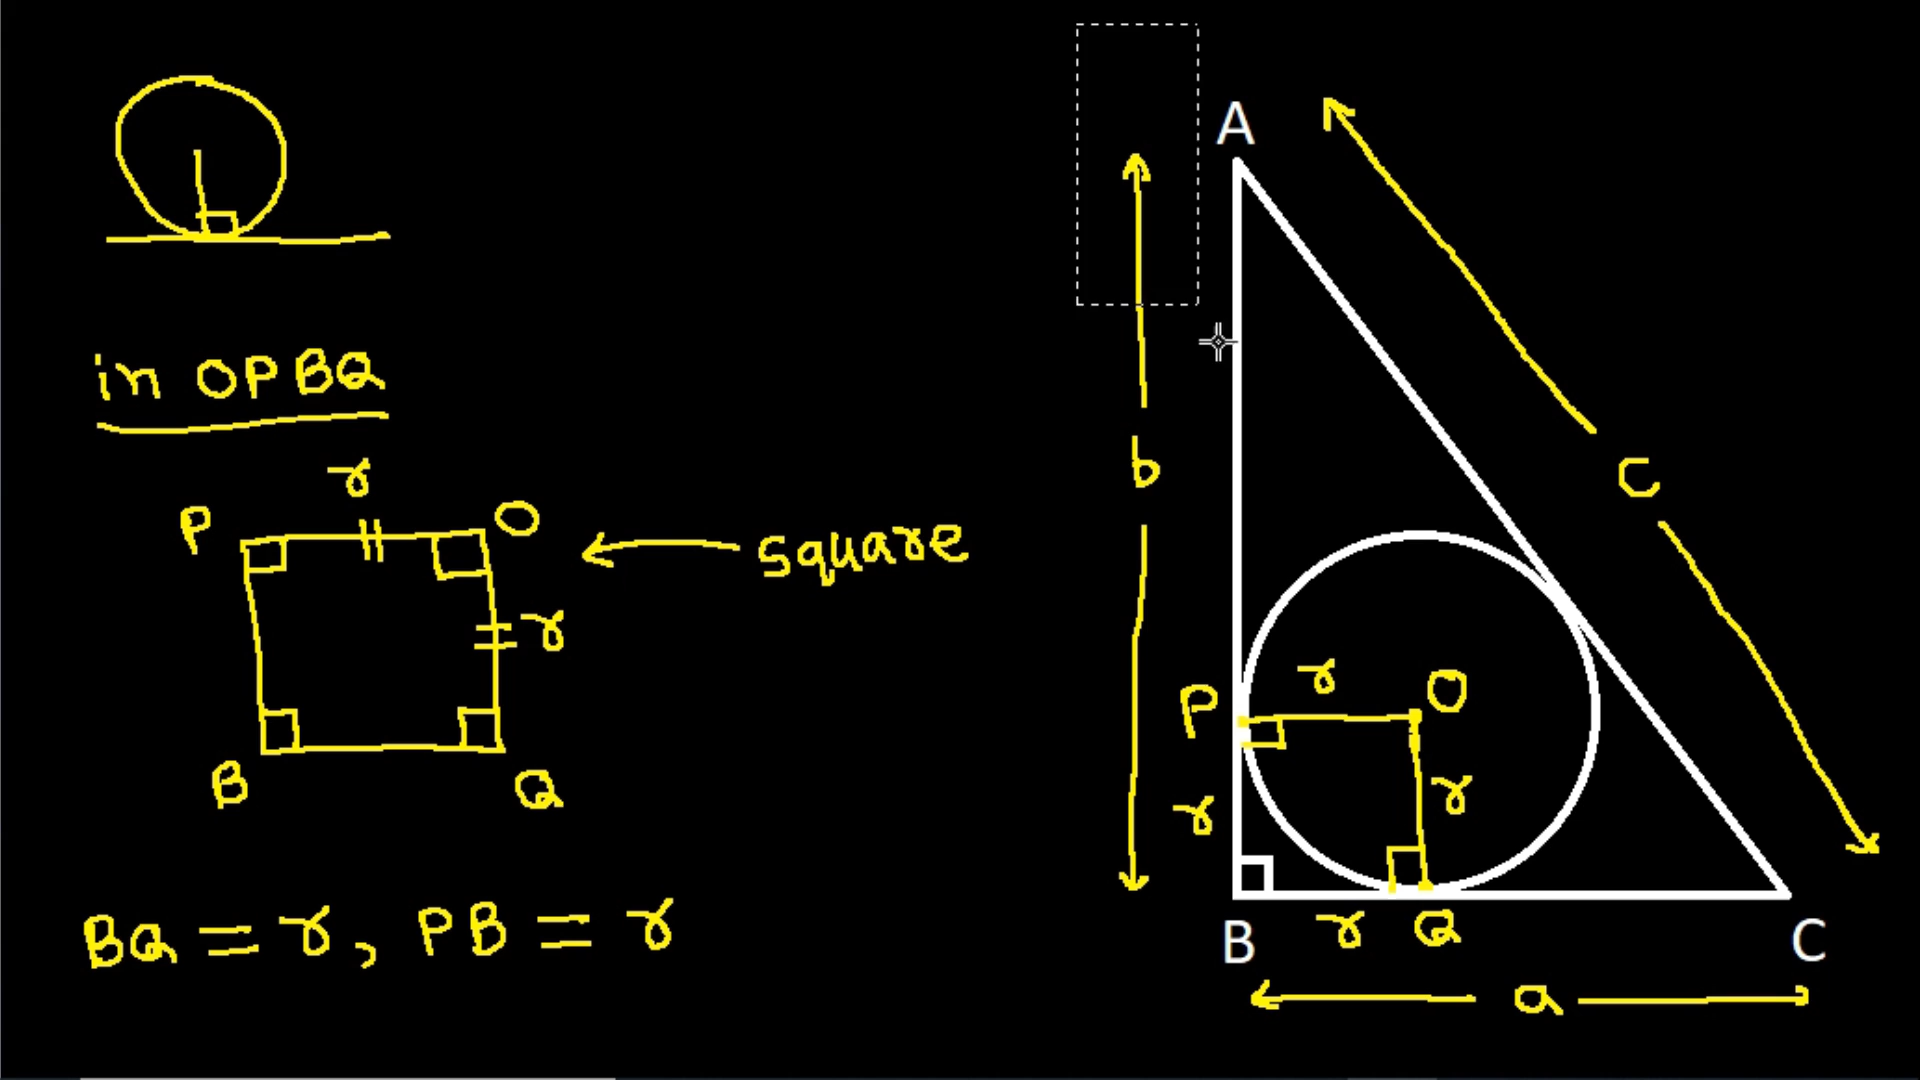 in OPBQ
r
P
O
square
r
B
Q
BQ = r, PB = r
A
b
C
P
r
O
r
r
B
r
Q
C
a